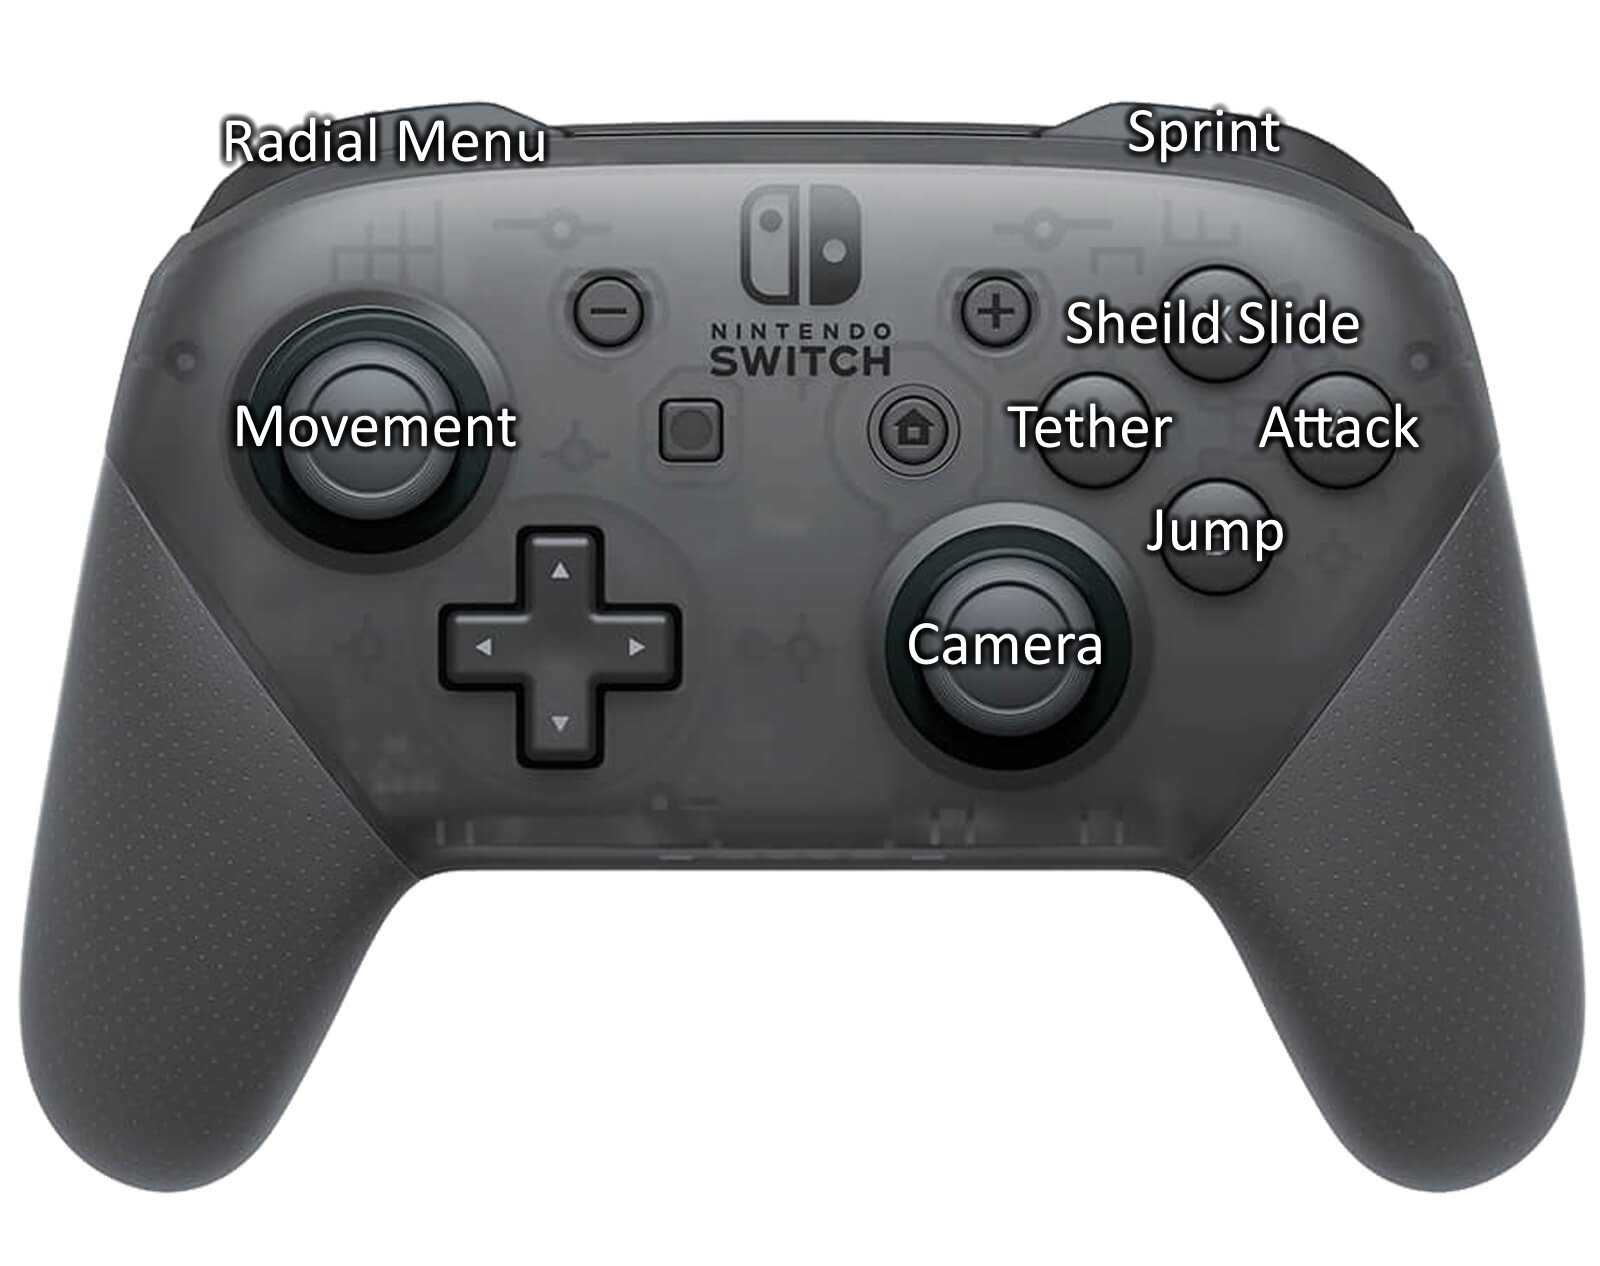 Radial Menu
Sprint
NINTENDO
SWITCH
Sheild Slide
Movement
Tether
Attack
Jump
Camera